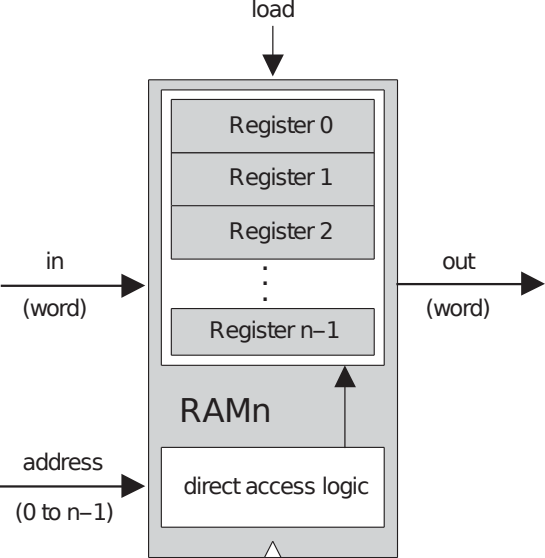 load
Register 0
Register 1
Register 2
in
(word)
out
(word)
Register n–1
RAMn
address
(0 to n–1)
direct access logic